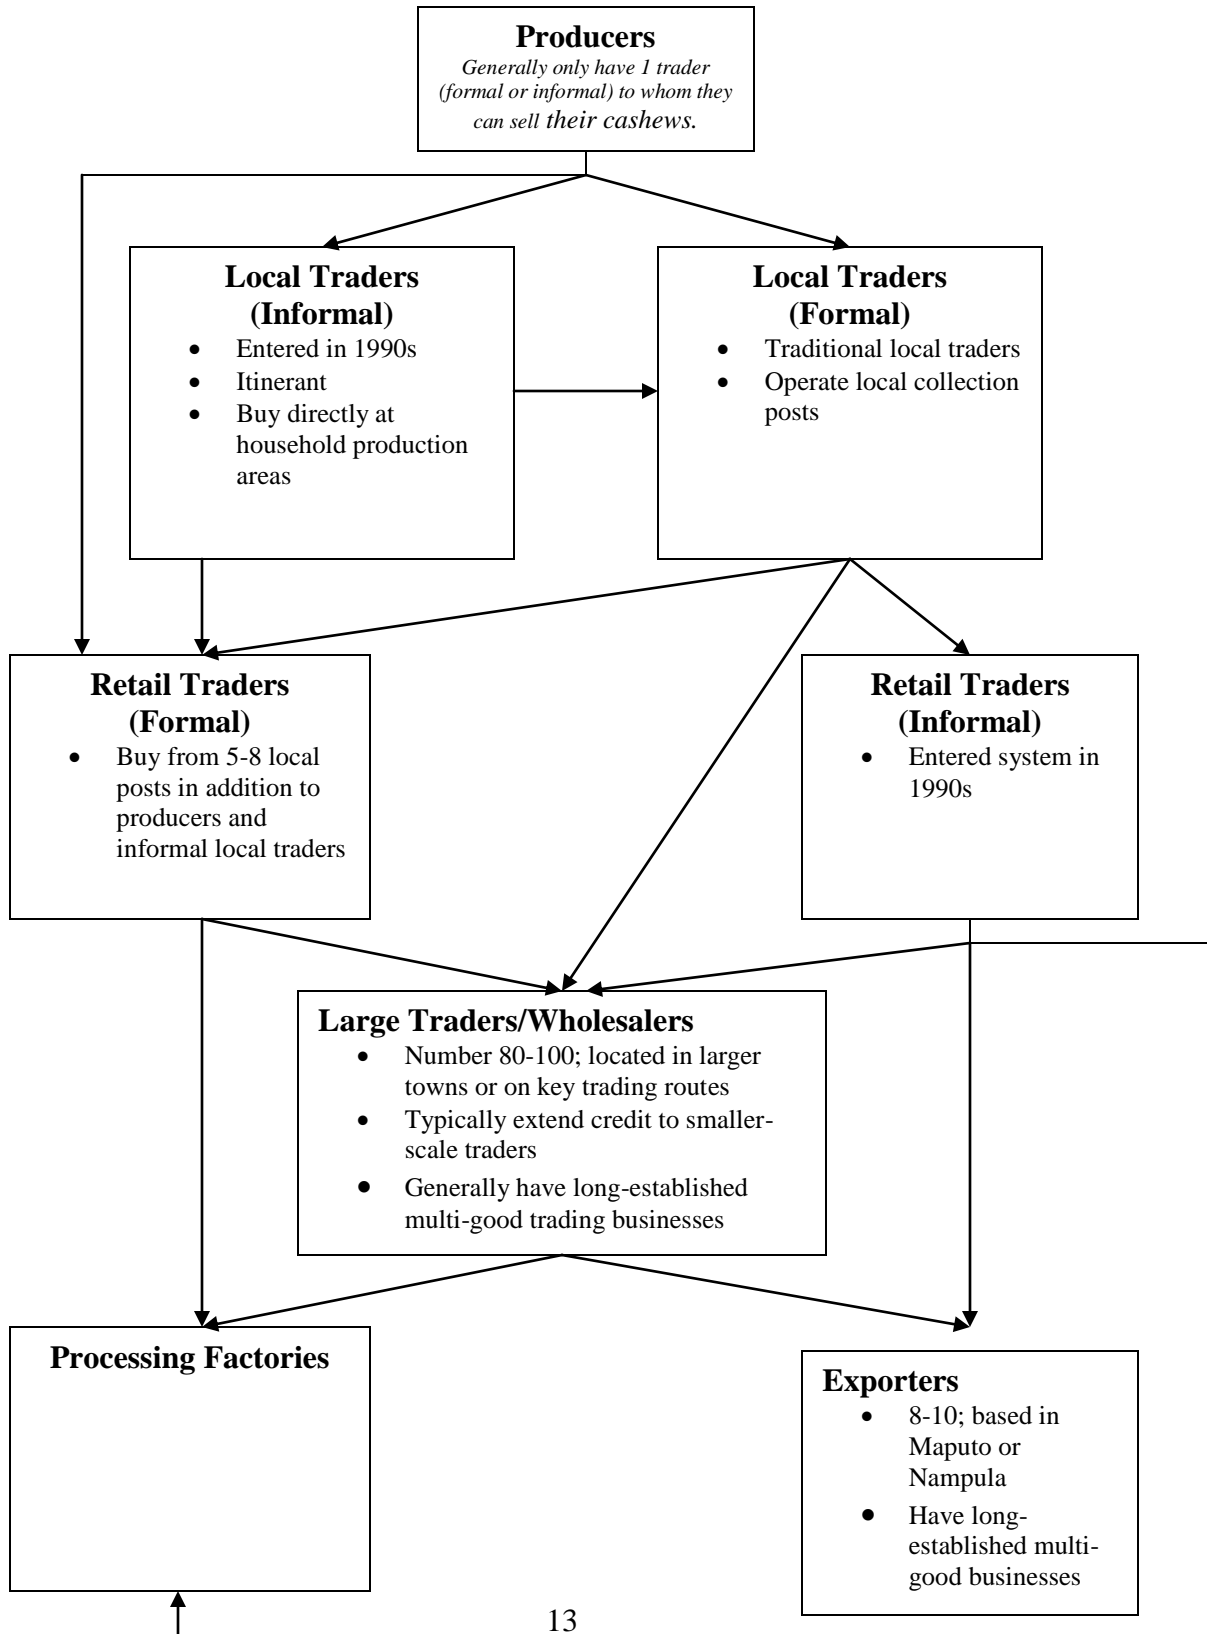 Producers
Generally only have 1 trader
(formal or informal) to whom they
can sell their cashews.
Local Traders
(Informal)
• Entered in 1990s
• Itinerant
• Buy directly at
household production
areas
Local Traders
(Formal)
• Traditional local traders
• Operate local collection
posts
Retail Traders
(Formal)
• Buy from 5-8 local
posts in addition to
producers and
informal local traders
Retail Traders
(Informal)
• Entered system in
1990s
Large Traders/Wholesalers
• Number 80-100; located in larger
towns or on key trading routes
• Typically extend credit to smaller-
scale traders
• Generally have long-established
multi-good trading businesses
Processing Factories
Exporters
• 8-10; based in
Maputo or
Nampula
• Have long-
established multi-
good businesses
13